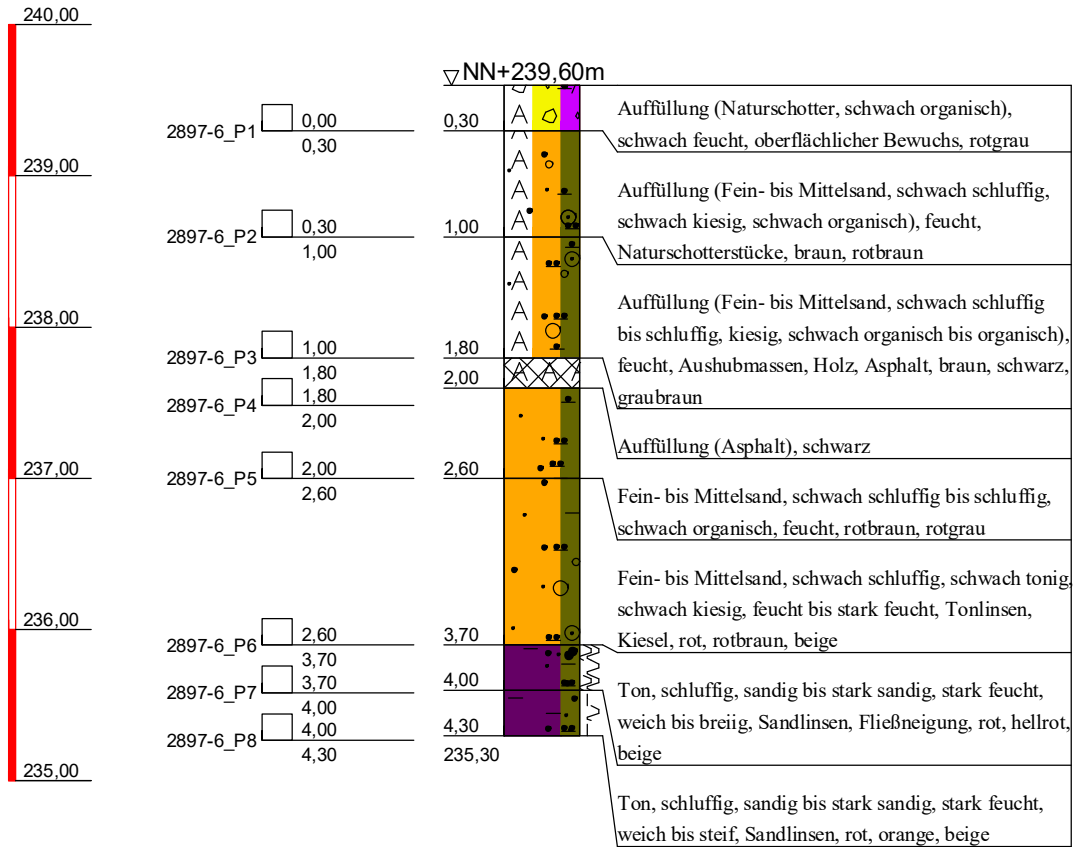 240,00
NN+239,60m
2897-6_P1
0,00
0,30
0,30
Auffüllung (Naturschotter, schwach organisch),
schwach feucht, oberflächlicher Bewuchs, rotgrau
239,00
2897-6_P2
0,30
1,00
1,00
Auffüllung (Fein- bis Mittelsand, schwach schluffig,
schwach kiesig, schwach organisch), feucht,
Naturschotterstücke, braun, rotbraun
238,00
2897-6_P3
1,00
1,80
1,80
Auffüllung (Fein- bis Mittelsand, schwach schluffig
bis schluffig, kiesig, schwach organisch bis organisch),
feucht, Aushubmassen, Holz, Asphalt, braun, schwarz,
graubraun
2897-6_P4
1,80
2,00
2,00
Auffüllung (Asphalt), schwarz
237,00
2897-6_P5
2,00
2,60
2,60
Fein- bis Mittelsand, schwach schluffig bis schluffig,
schwach organisch, feucht, rotbraun, rotgrau
236,00
2897-6_P6
2,60
3,70
3,70
Fein- bis Mittelsand, schwach schluffig, schwach tonig,
schwach kiesig, feucht bis stark feucht, Tonlinsen,
Kiesel, rot, rotbraun, beige
2897-6_P7
3,70
4,00
4,00
Ton, schluffig, sandig bis stark sandig, stark feucht,
weich bis breiig, Sandlinsen, Fließneigung, rot, hellrot,
beige
2897-6_P8
4,00
4,30
4,30
235,30
235,00
Ton, schluffig, sandig bis stark sandig, stark feucht,
weich bis steif, Sandlinsen, rot, orange, beige
A
A
A
A
A
A
A
A
A
A A A